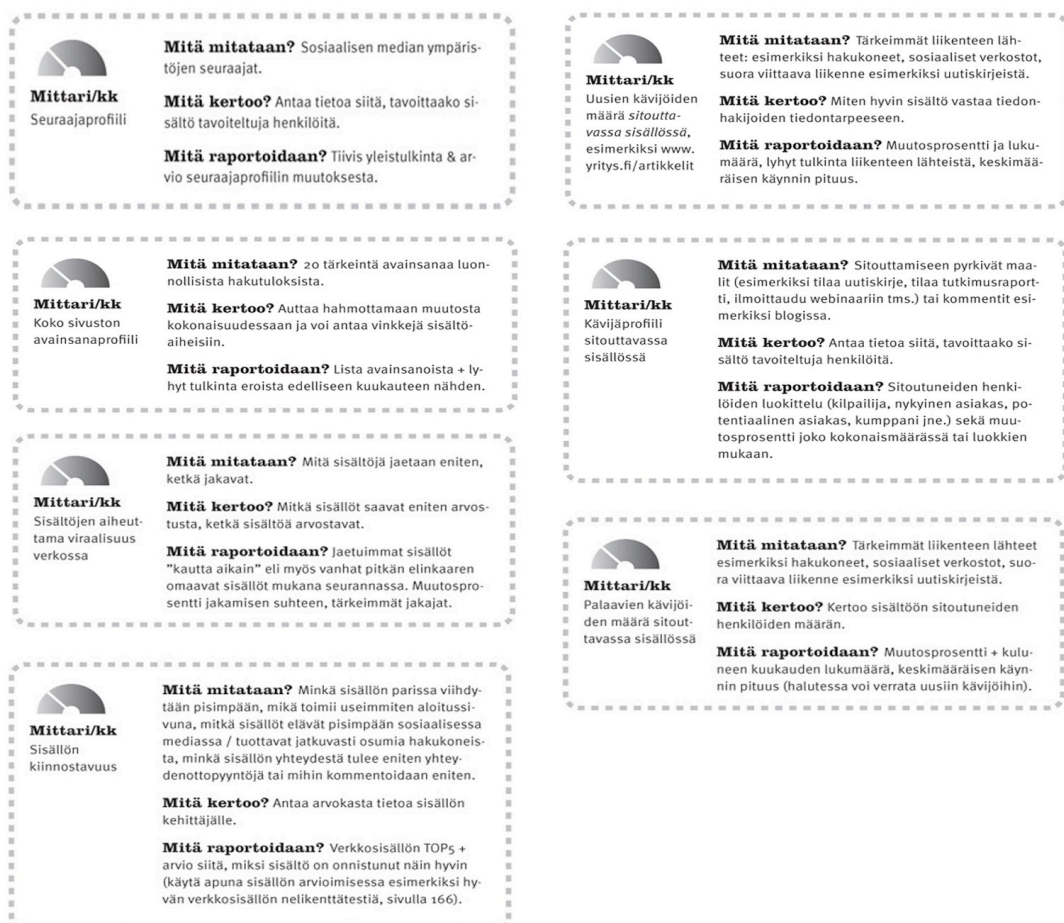 Mittari/kk
Seuraajaprofiili
Mitä mitataan? Sosiaalisen median ympäris-
töjen seuraajat.
Mitä kertoo? Antaa tietoa siitä, tavoittaako si-
sältö tavoiteltuja henkilöitä.
Mitä raportoidaan? Tiivis yleistulkinta & ar-
vio seuraajaprofiilin muutoksesta.
Mittari/kk
Koko sivuston
avainsanaprofiili
Mitä mitataan? 20 tärkeintä avainsanaa luon-
nollisista hakutuloksista.
Mitä kertoo? Auttaa hahmottamaan muutosta
kokonaisuudessaan ja voi antaa vinkkejä sisältö-
aiheisiin.
Mitä raportoidaan? Lista avainsanoista + ly-
hyt tulkinta eroista edelliseen kuukauteen nähden.
Mittari/kk
Sisältöjen aiheut-
tama viraalisuus
verkossa
Mitä mitataan? Mitä sisältöjä jaetaan eniten,
ketkä jakavat.
Mitä kertoo? Mitkä sisällöt saavat eniten arvos-
tusta, ketkä sisältöä arvostavat.
Mitä raportoidaan? Jaetuimmat sisällöt
”kautta aikain” eli myös vanhat pitkän elinkaaren
omaavat sisällöt mukana seurannassa. Muutospro-
sentti jakamisen suhteen, tärkeimmät jakajat.
Mittari/kk
Sisällön
kiinnostavuus
Mitä mitataan? Minkä sisällön parissa viihdy-
tään pisimpään, mikä toimii useimmiten aloitussi-
vuna, mitkä sisällöt elävät pisimpään sosiaalisessa
mediassa / tuottavat jatkuvasti osumia hakukoneis-
ta, minkä sisällön yhteydestä tulee eniten yhtey-
denottopyyntöjä tai mihin kommentoidaan eniten.
Mitä kertoo? Antaa arvokasta tietoa sisällön
kehittäjälle.
Mitä raportoidaan? Verkkosisällön TOP5 +
arvio siitä, miksi sisältö on onnistunut näin hyvin
(käytä apuna sisällön arvioimisessa esimerkiksi hy-
vän verkkosisällön nelikenttätestiä, sivulla 166).
Mittari/kk
Uusien kävijöiden
määrä sitoutta-
vassa sisällössä,
esimerkiksi www.
yritys.fi/artikkelit
Mitä mitataan? Tärkeimmät liikenteen läh-
teet: esimerkiksi hakukoneet, sosiaaliset verkostot,
suora viittaava liikenne esimerkiksi uutiskirjeistä.
Mitä kertoo? Miten hyvin sisältö vastaa tiedon-
hakijoiden tiedontarpeeseen.
Mitä raportoidaan? Muutosprosentti ja luku-
määrä, lyhyt tulkinta liikenteen lähteistä, keskimää-
räisen käynnin pituus.
Mittari/kk
Kävijäprofiili
sitouttavassa
sisällössä
Mitä mitataan? Sitouttamiseen pyrkivät maa-
lit (esimerkiksi tilaa uutiskirje, tilaa tutkimusraport-
ti, ilmoittaudu webinaariin tms.) tai kommentit esi-
merkiksi blogissa.
Mitä kertoo? Antaa tietoa siitä, tavoittaako si-
sältö tavoiteltuja henkilöitä.
Mitä raportoidaan? Sitoutuneiden henki-
löiden luokittelu (kilpailija, nykyinen asiakas, po-
tentiaalinen asiakas, kumppani jne.) sekä muu-
tosprosentti joko kokonaismäärässä tai luokkien
mukaan.
Mittari/kk
Palaavien kävijöi-
den määrä sitout-
tavassa sisällössä
Mitä mitataan? Tärkeimmät liikenteen lähteet
esimerkiksi hakukoneet, sosiaaliset verkostot, suo-
ra viittaava liikenne esimerkiksi uutiskirjeistä.
Mitä kertoo? Kertoo sisältöön sitoutuneiden
henkilöiden määrän.
Mitä raportoidaan? Muutosprosentti + kulu-
neen kuukauden lukumäärä, keskimääräisen käyn-
nin pituus (halutessa voi verrata uusiin kävijöihin).